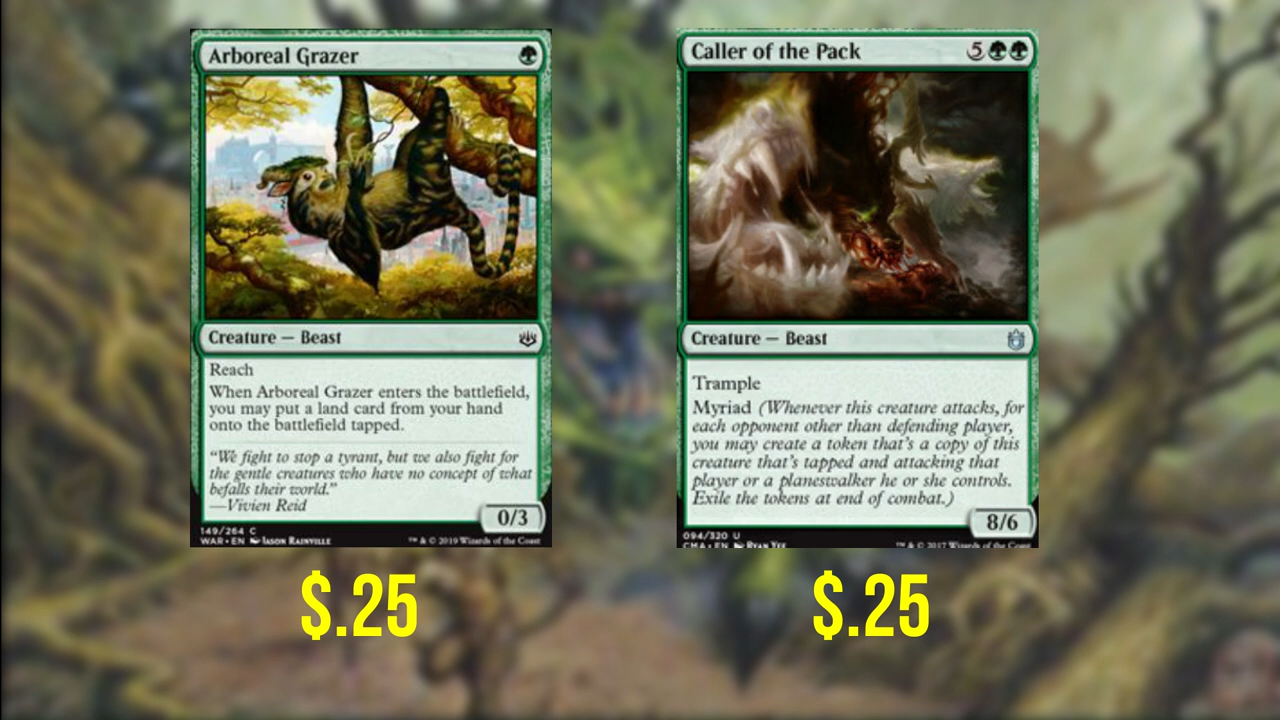 Arboreal Grazer
Creature — Beast
Reach
When Arboreal Grazer enters the battlefield,
you may put a land card from your hand
onto the battlefield tapped.
“We fight to stop a tyrant, but we also fight for
the gentle creatures who have no concept of what
befalls their world.”
—Vivien Reid
0/3
149/264 C
WAR • EN Jason Rainville
™ & © 2019 Wizards of the Coast
$.25
Caller of the Pack
5
Creature — Beast
Trample
Myriad (Whenever this creature attacks, for
each opponent other than defending player,
you may create a token that’s a copy of this
creature that’s tapped and attacking that
player or a planeswalker he or she controls.
Exile the tokens at end of combat.)
8/6
094/320 U
CMA • EN Ryan Yee
™ & © 2017 Wizards of the Coast
$.25